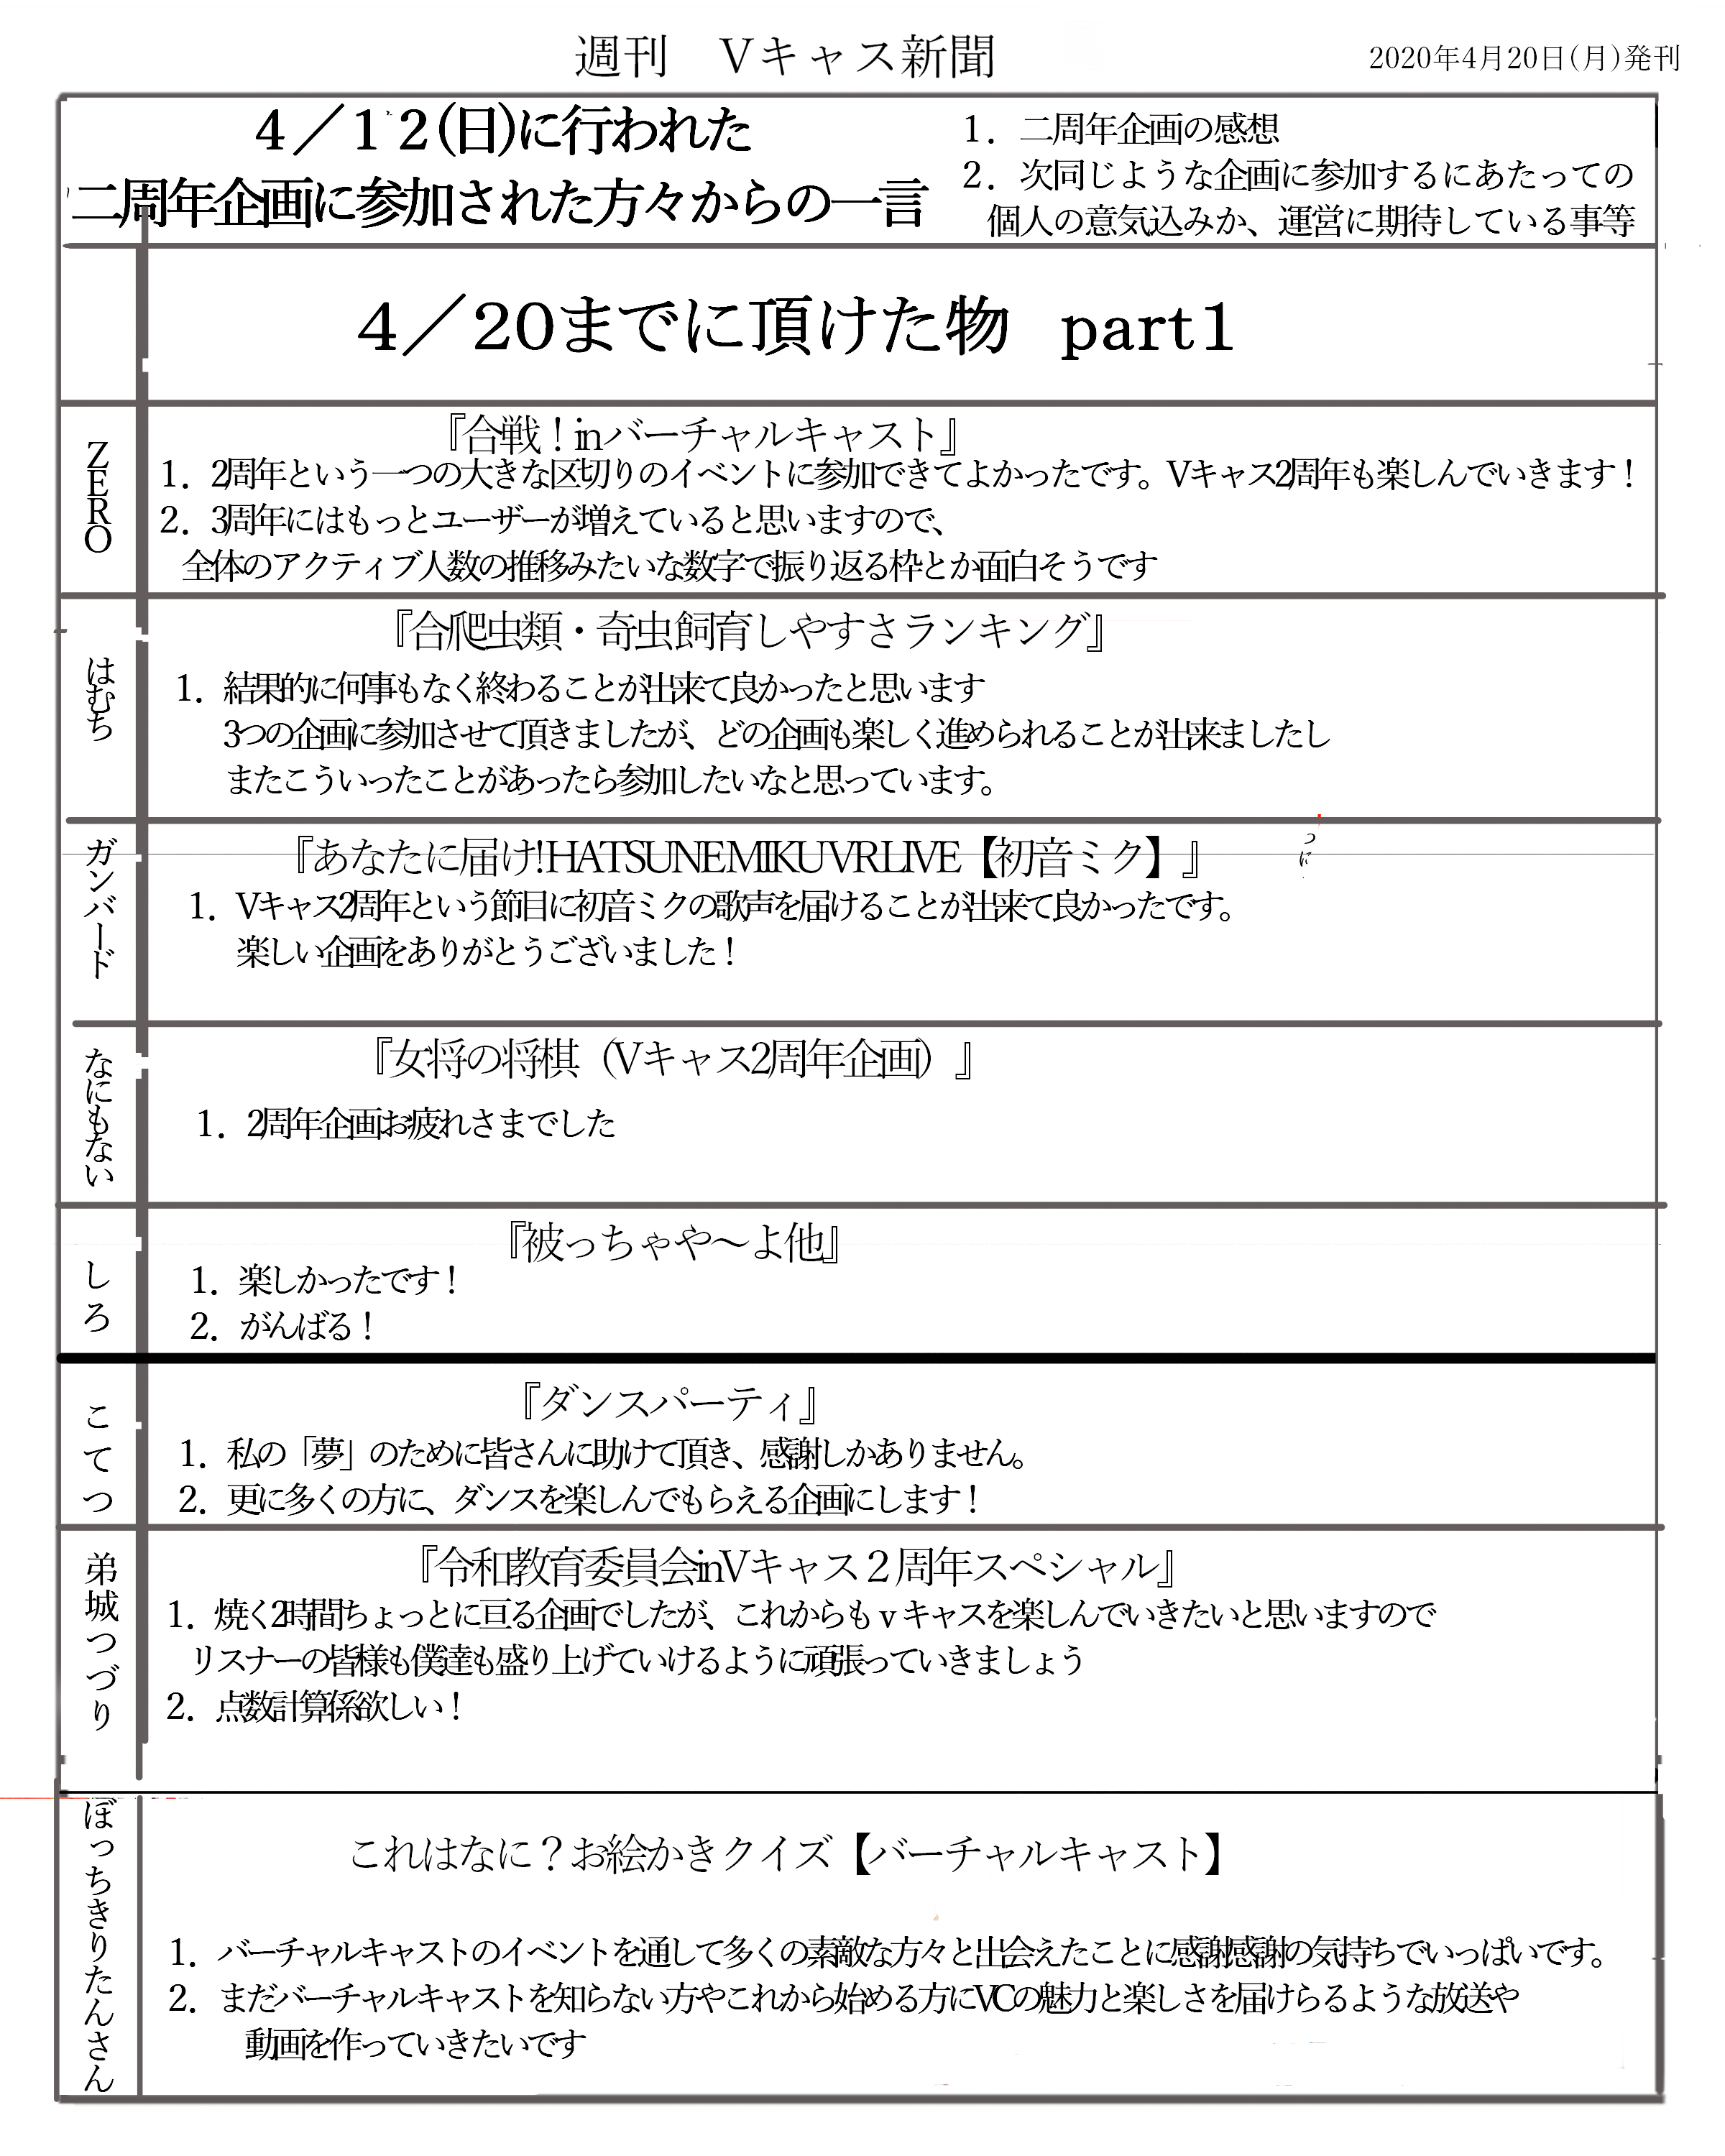 週刊　Vキャス新聞
2020年4月20日(月)発刊
４／１２(日)に行われた
二周年企画に参加された方々からの一言
１．二周年企画の感想
２．次同じような企画に参加するにあたっての
個人の意気込みか、運営に期待している事等
４／２０までに頂けた物　part１
ZERO
『合戦！inバーチャルキャスト』
１．2周年という一つの大きな区切りのイベントに参加できてよかったです。Vキャス2周年も楽しんでいきます！
２．3周年にはもっとユーザーが増えていると思いますので、
全体のアクティブ人数の推移みたいな数字で振り返る枠とか面白そうです
はむち
『合爬虫類・奇虫飼育しやすさランキング』
１．結果的に何事もなく終わることが出来て良かったと思います
3つの企画に参加させて頂きましたが、どの企画も楽しく進められることが出来ましたし
またこういったことがあったら参加したいなと思っています。
ガンバード
『あなたに届け!HATSUNE MIKU VR LIVE【初音ミク】』
つ
に
１．Vキャス2周年という節目に初音ミクの歌声を届けることが出来て良かったです。
楽しい企画をありがとうございました！
なにもない
『女将の将棋（Vキャス2周年企画）』
１．2周年企画お疲れさまでした
しろ
『被っちゃや～よ他』
１．楽しかったです！
２．がんばる！
こてつ
『ダンスパーティ』
１．私の「夢」のために皆さんに助けて頂き、感謝しかありません。
２．更に多くの方に、ダンスを楽しんでもらえる企画にします！
弟城つづり
『令和教育委員会inVキャス２周年スペシャル』
１．焼く2時間ちょっとに亘る企画でしたが、これからもｖキャスを楽しんでいきたいと思いますので
リスナーの皆様も僕達も盛り上げていけるように頑張っていきましょう
２．点数計算係欲しい！
ぼっちきりたんさん
これはなに？お絵かきクイズ【バーチャルキャスト】
１．バーチャルキャストのイベントを通して多くの素敵な方々と出会えたことに感謝感謝の気持ちでいっぱいです。
２．まだバーチャルキャストを知らない方やこれから始める方にVCの魅力と楽しさを届けらるような放送や
動画を作っていきたいです